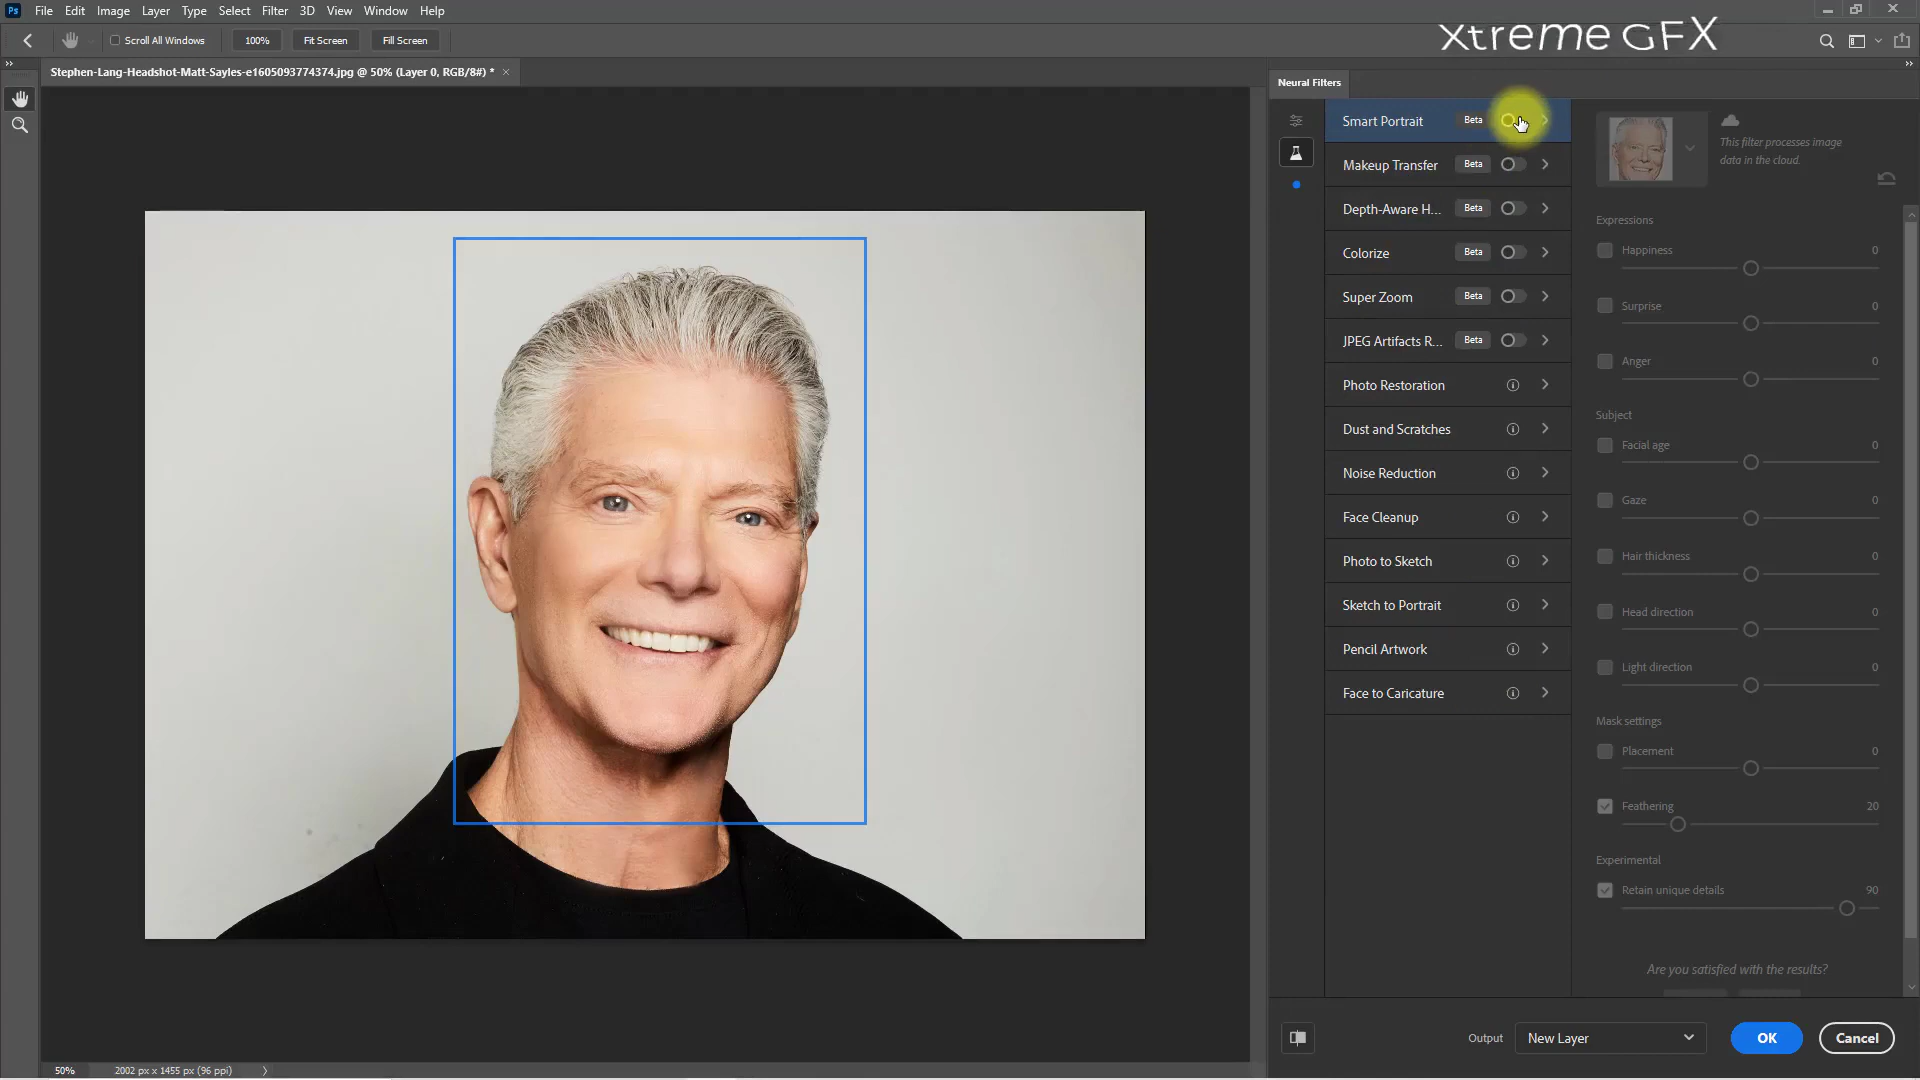 Ps File Edit Image Layer Type Select Filter 3D View Window Help
Xtreme GFX
Scroll All Windows 100% Fit Screen Fill Screen
Stephen-Lang-Headshot-Matt-Sayles-e1605093774374.jpg @ 50% (Layer 0, RGB/8#) *
Neural Filters
Smart Portrait Beta
Makeup Transfer Beta
Depth-Aware H... Beta
Colorize Beta
Super Zoom Beta
JPEG Artifacts R... Beta
Photo Restoration
Dust and Scratches
Noise Reduction
Face Cleanup
Photo to Sketch
Sketch to Portrait
Pencil Artwork
Face to Caricature
This filter processes image
data in the cloud.
Expressions
Happiness 0
Surprise 0
Anger 0
Subject
Facial age 0
Gaze 0
Hair thickness 0
Head direction 0
Light direction 0
Mask settings
Placement 0
Feathering 20
Experimental
Retain unique details 90
Are you satisfied with the results?
Output New Layer OK Cancel
50% 2002 px x 1455 px (96 ppi)